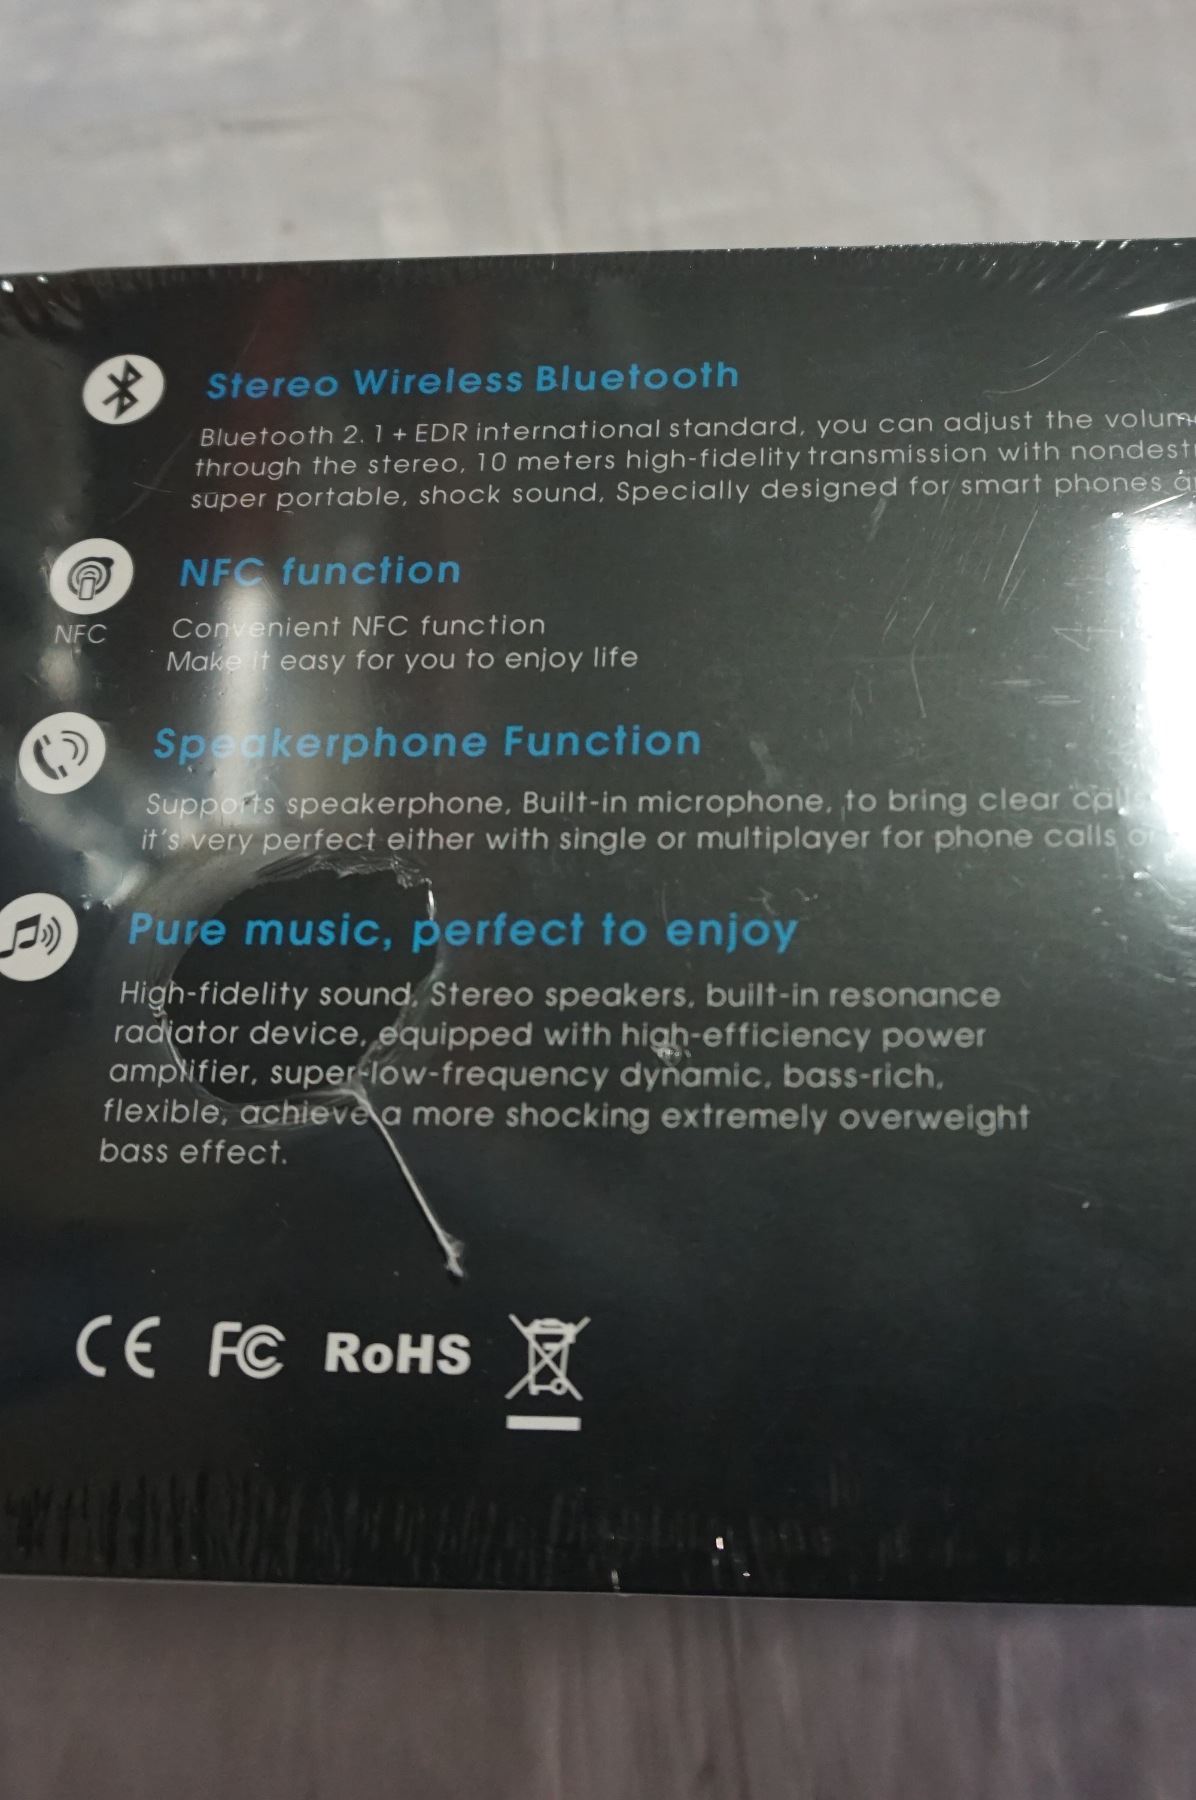 Stereo Wireless Bluetooth
Bluetooth 2.1 + EDR international standard, you can adjust the
through the stereo, 10 meters high-fidelity transmission with
super portable, shock sound, Specially designed for smart phones
NFC function
NFC
Convenient NFC function
Make it easy for you to enjoy life
Speakerphone Function
Supports speakerphone, Built-in microphone, to bring clear
it's very perfect either with single or multiplayer for phone calls
Pure music, perfect to enjoy
High-fidelity sound, Stereo speakers, built-in resonance
radiator device, equipped with high-efficiency power
amplifier, super-low-frequency dynamic, bass-rich,
flexible, achieve a more shocking extremely overweight
bass effect.
CE FC RoHS